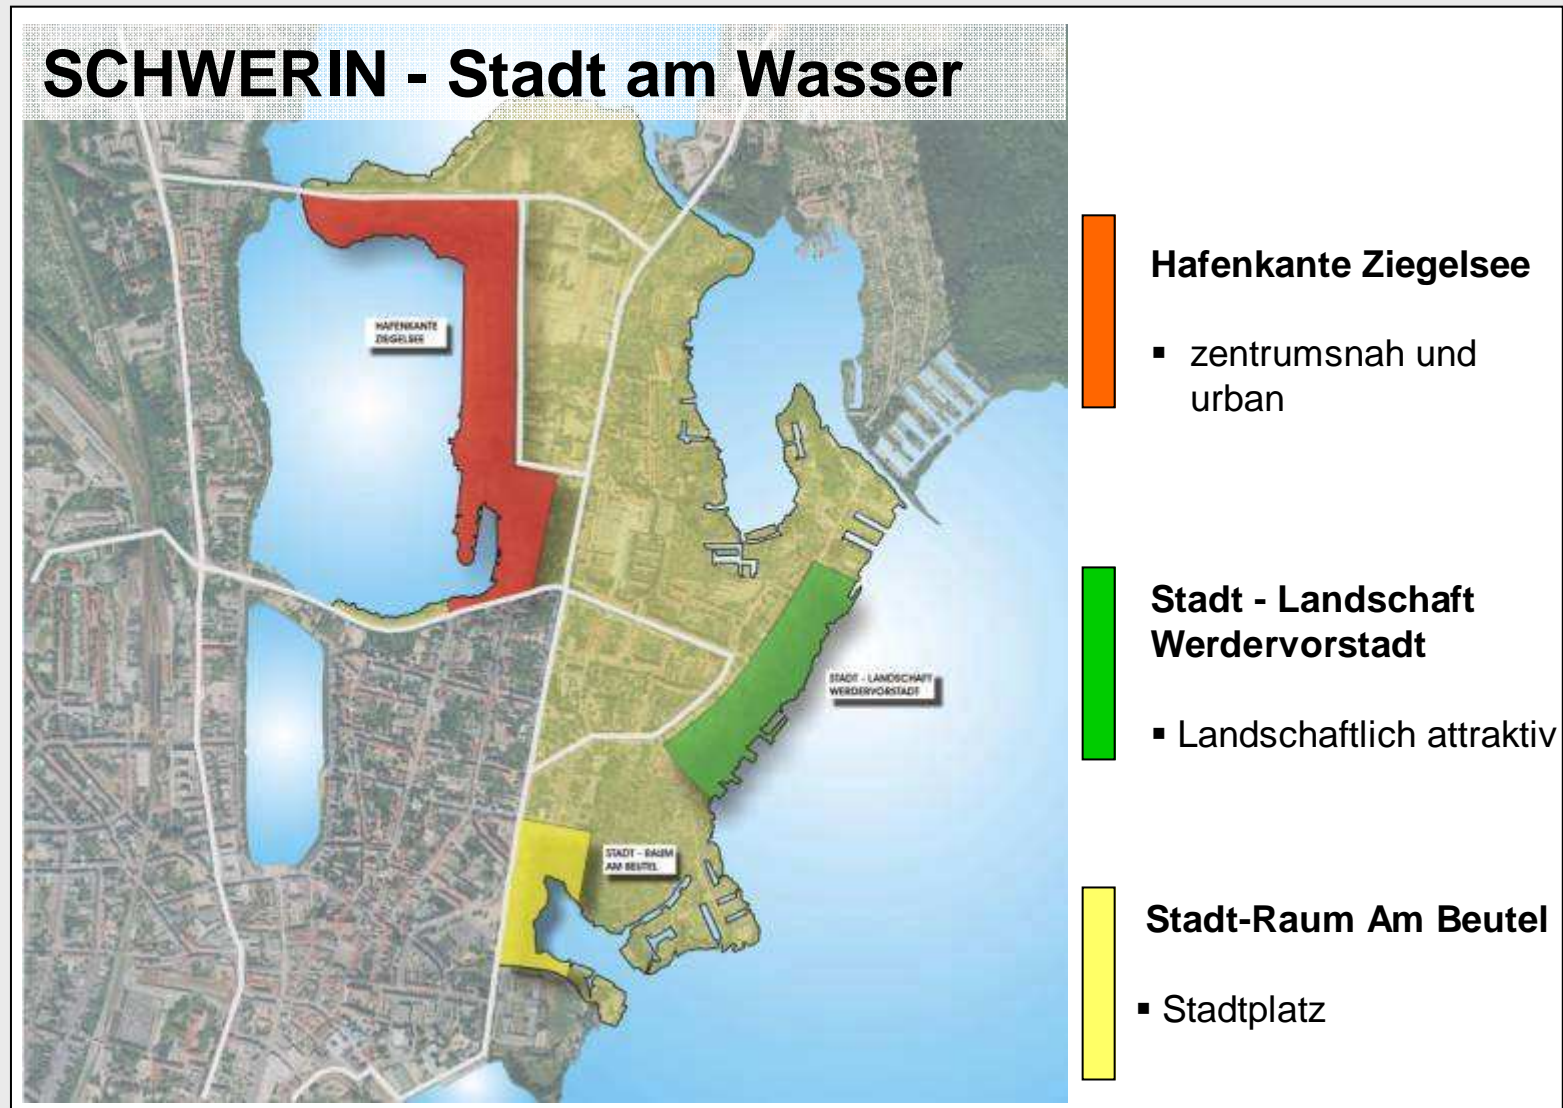 SCHWERIN - Stadt am Wasser
HAFENKANTE
ZIEGELSEE
STADT - LANDSCHAFT
WERDERVORSTADT
STADT - RAUM
AM BEUTEL
Hafenkante Ziegelsee
▪ zentrumsnah und
urban
Stadt - Landschaft
Werdervorstadt
▪ Landschaftlich attraktiv
Stadt-Raum Am Beutel
▪ Stadtplatz